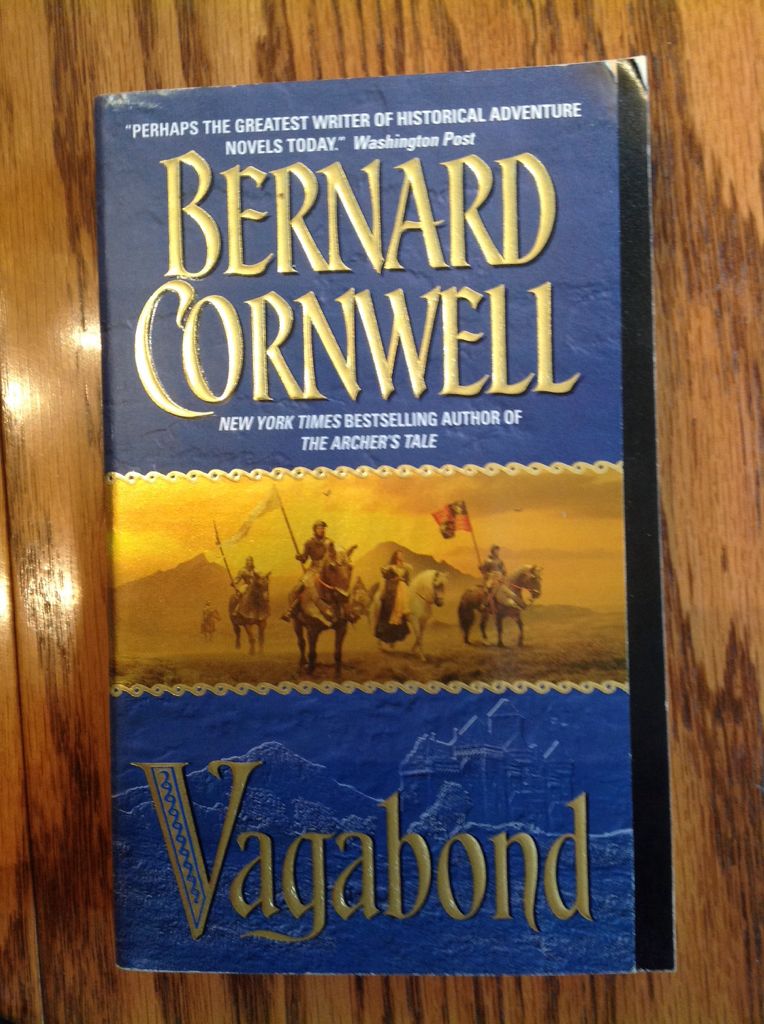 "PERHAPS THE GREATEST WRITER OF HISTORICAL ADVENTURE
NOVELS TODAY." Washington Post
BERNARD
CORNWELL
NEW YORK TIMES BESTSELLING AUTHOR OF
THE ARCHER'S TALE
Vagabond